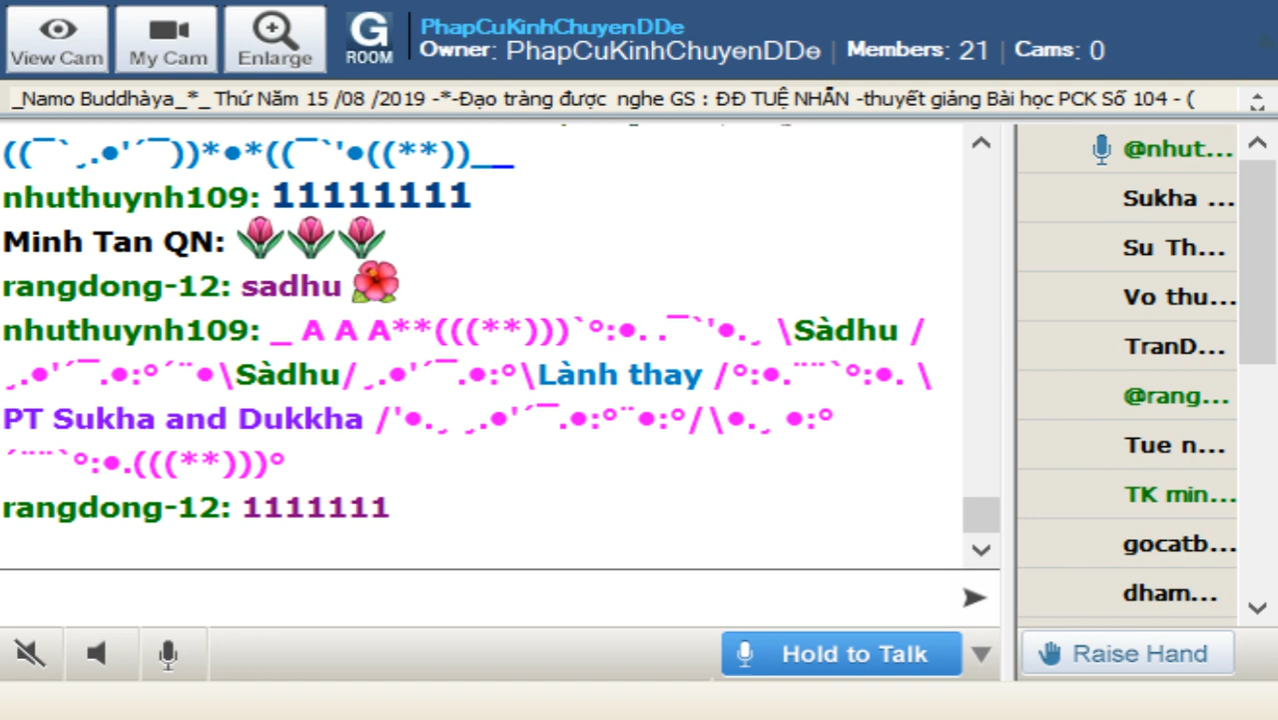 View Cam
My Cam
Enlarge
G
ROOM
PhapCuKinhChuyenDDe
Owner: PhapCuKinhChuyenDDe | Members: 21 | Cams: 0
_Namo Buddhàya_*_ Thứ Năm 15 /08 /2019 -*-Đạo tràng được nghe GS : ĐĐ TUỆ NHẪN -thuyết giảng Bài học PCK Số 104 - (
((¯`¸.●'´¯))*●*((¯`'●((**))__
nhuthuynh109: 11111111
Minh Tan QN:
rangdong-12: sadhu
nhuthuynh109: _ A A A**(((**)))`°:●. .¯`'●.¸ \Sàdhu /
¸.●'´¯.●:°´¨●\Sàdhu/¸.●'´¯.●:°\Lành thay /°:●.¨¨`°:●. \
PT Sukha and Dukkha /'●.¸ ¸.●'´¯.●:°¨●:°/\●.¸ ●:°
´¨¨`°:●.(((**)))°
rangdong-12: 1111111
@nhut...
Sukha ...
Su Th...
Vo thu...
TranD...
@rang...
Tue n...
TK min...
gocatb...
dham...
Hold to Talk
Raise Hand